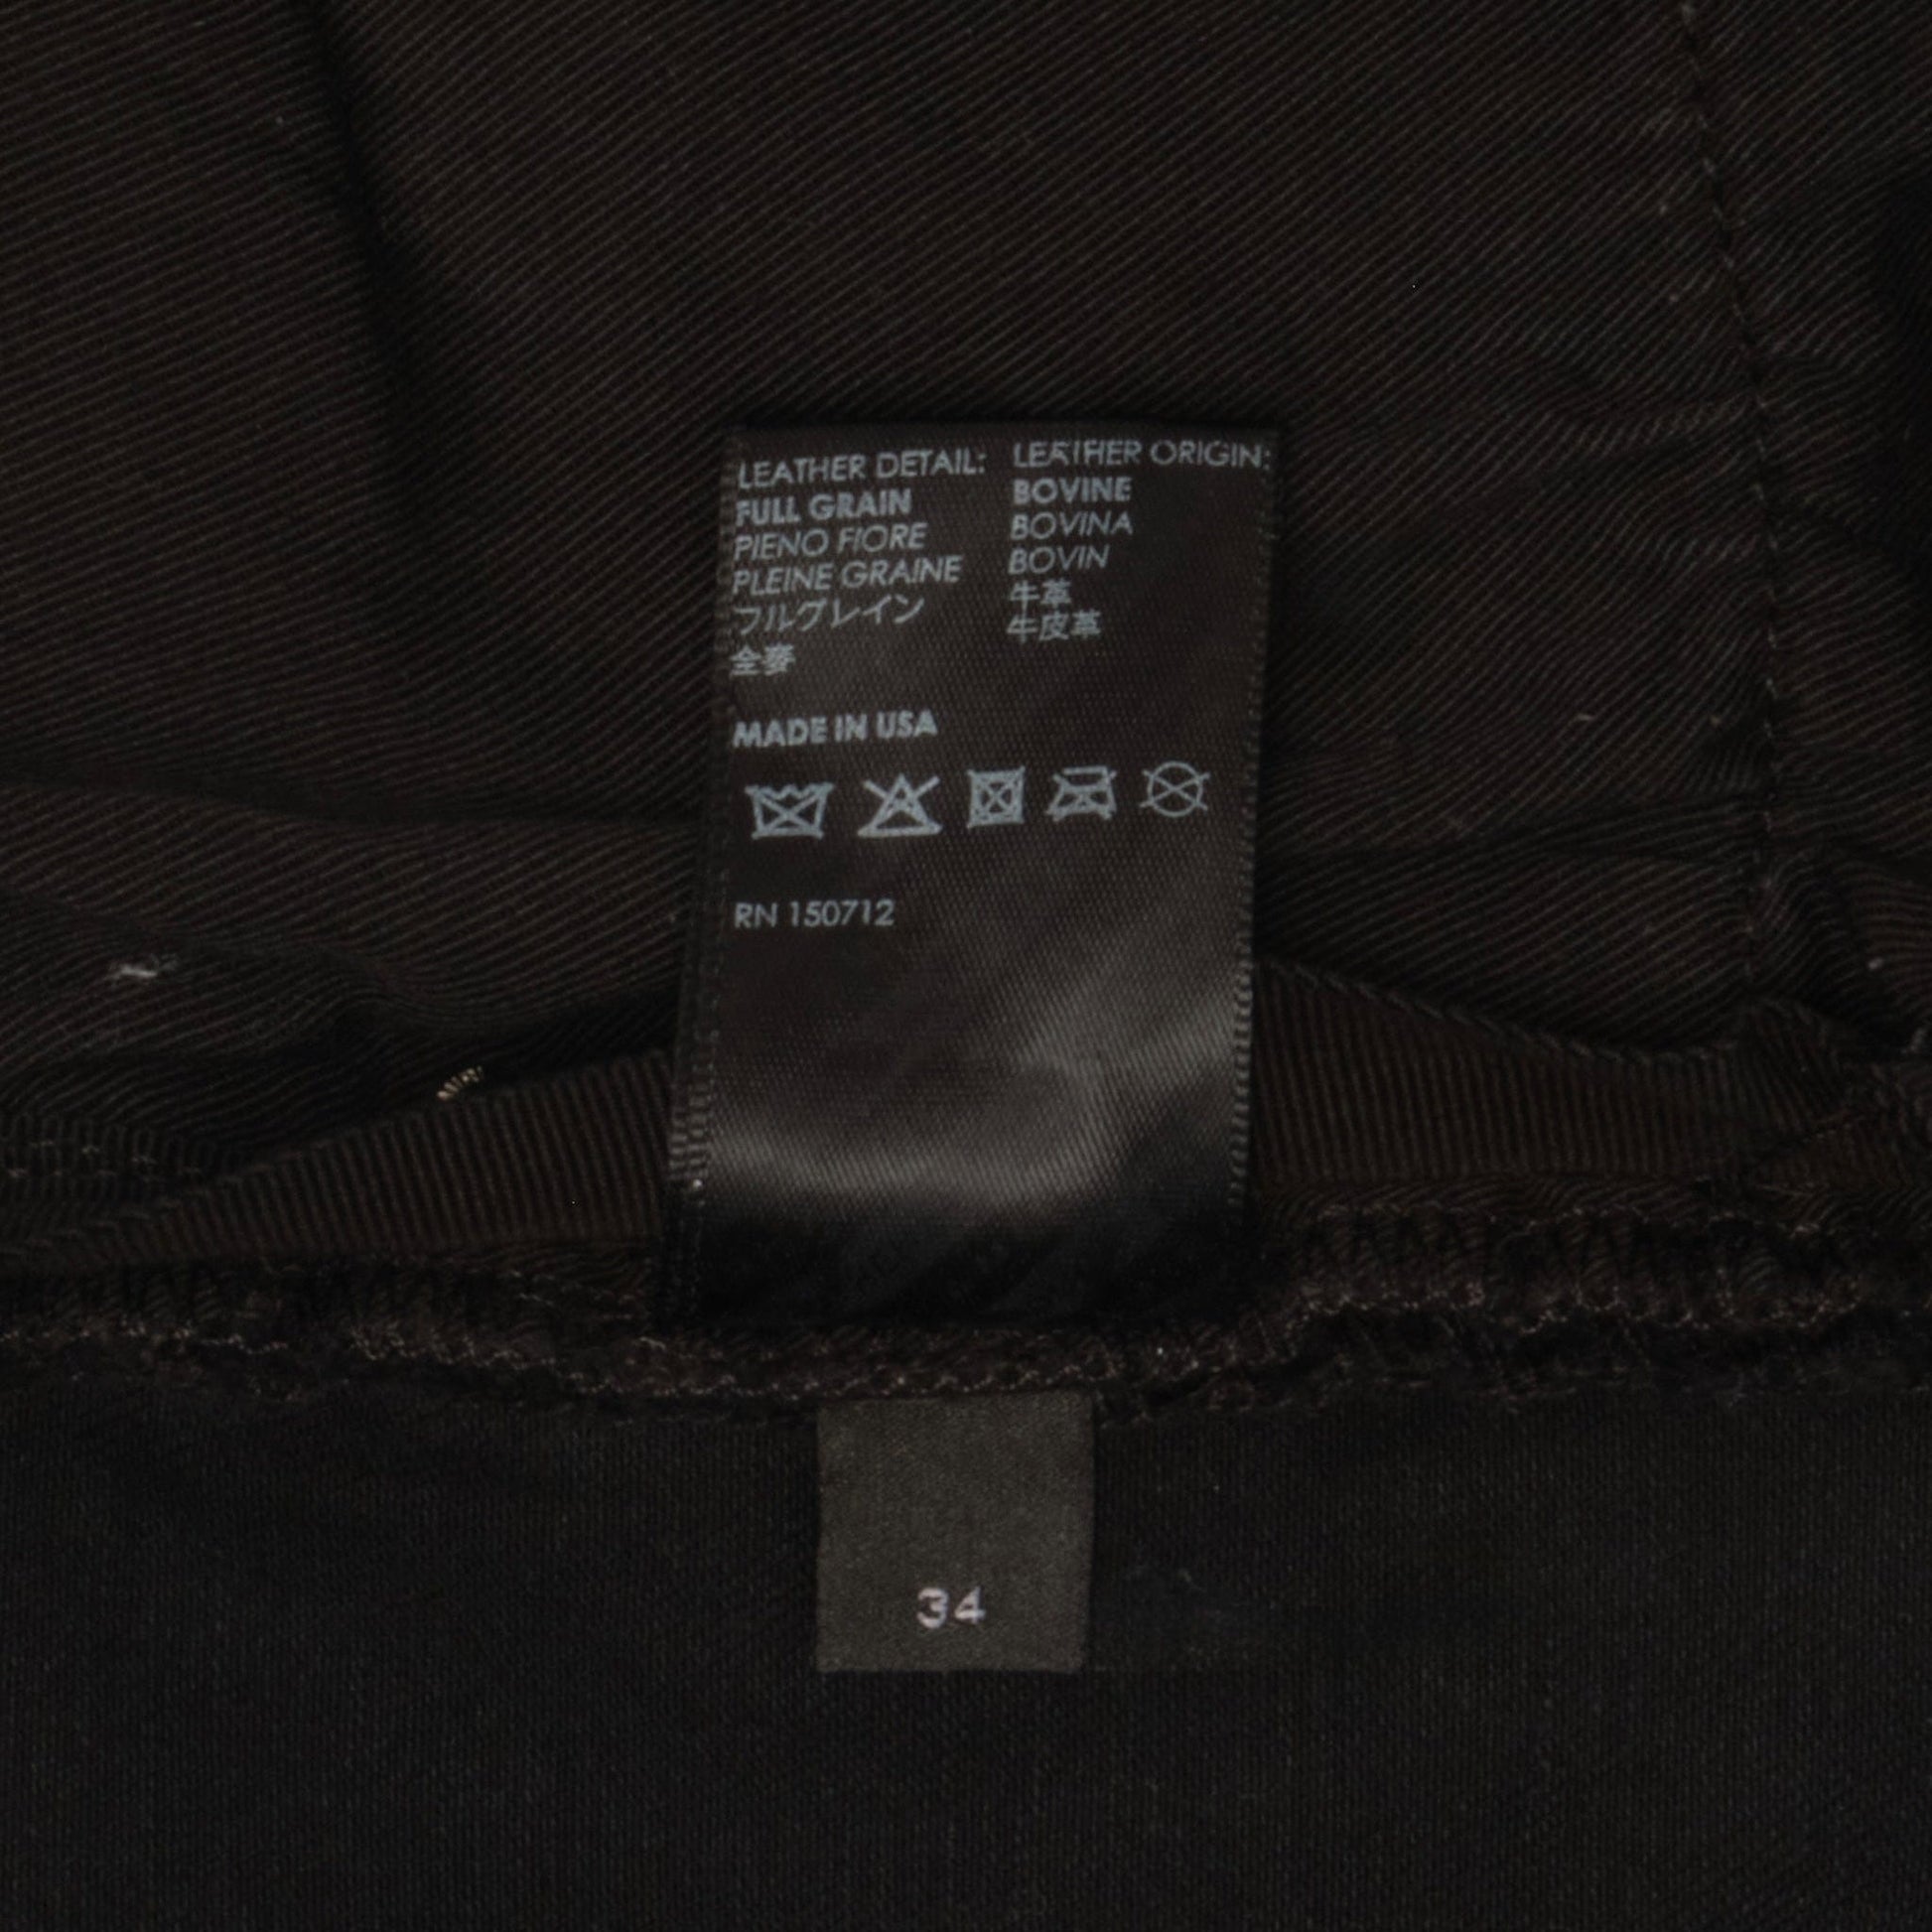 LEATHER DETAIL:
FULL GRAIN
PIENO FIORE
PLEINE GRAINE
フルグレイン
全麥
LEATHER ORIGIN:
BOVINE
BOVINA
BOVIN
牛革
牛皮革
MADE IN USA
RN 150712
34